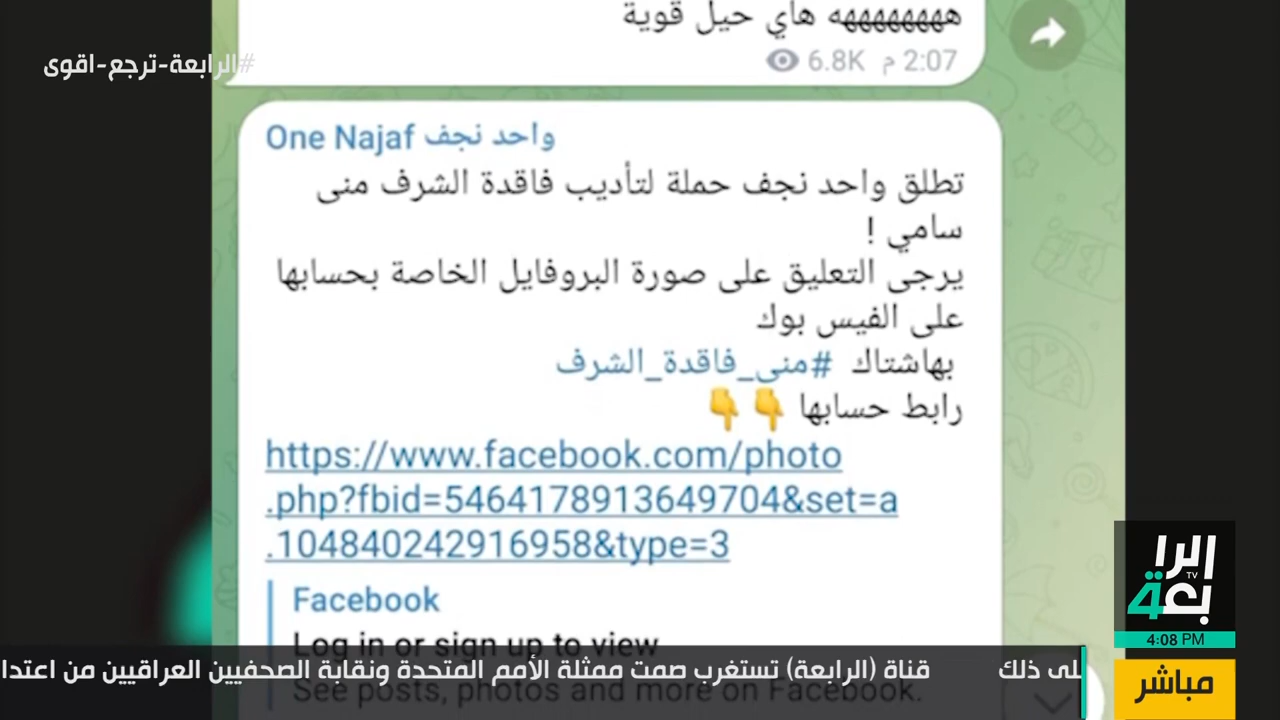 هههههههههه هاي حيل قوية
6.8K 2:07 م
#الرابعة-ترجع-اقوى
One Najaf واحد نجف
تطلق واحد نجف حملة لتأديب فاقدة الشرف منى
سامي !
يرجى التعليق على صورة البروفايل الخاصة بحسابها
على الفيس بوك
بهاشتاك #منى_فاقدة_الشرف
رابط حسابها 👇👇
https://www.facebook.com/photo
.php?fbid=5464178913649704&set=a
.104840242916958&type=3
Facebook
Log in or sign up to view
See posts, photos and more on Facebook.
الرابعة TV
4:08 PM
مباشر
لى ذلك قناة (الرابعة) تستغرب صمت ممثلة الأمم المتحدة ونقابة الصحفيين العراقيين من اعتدا